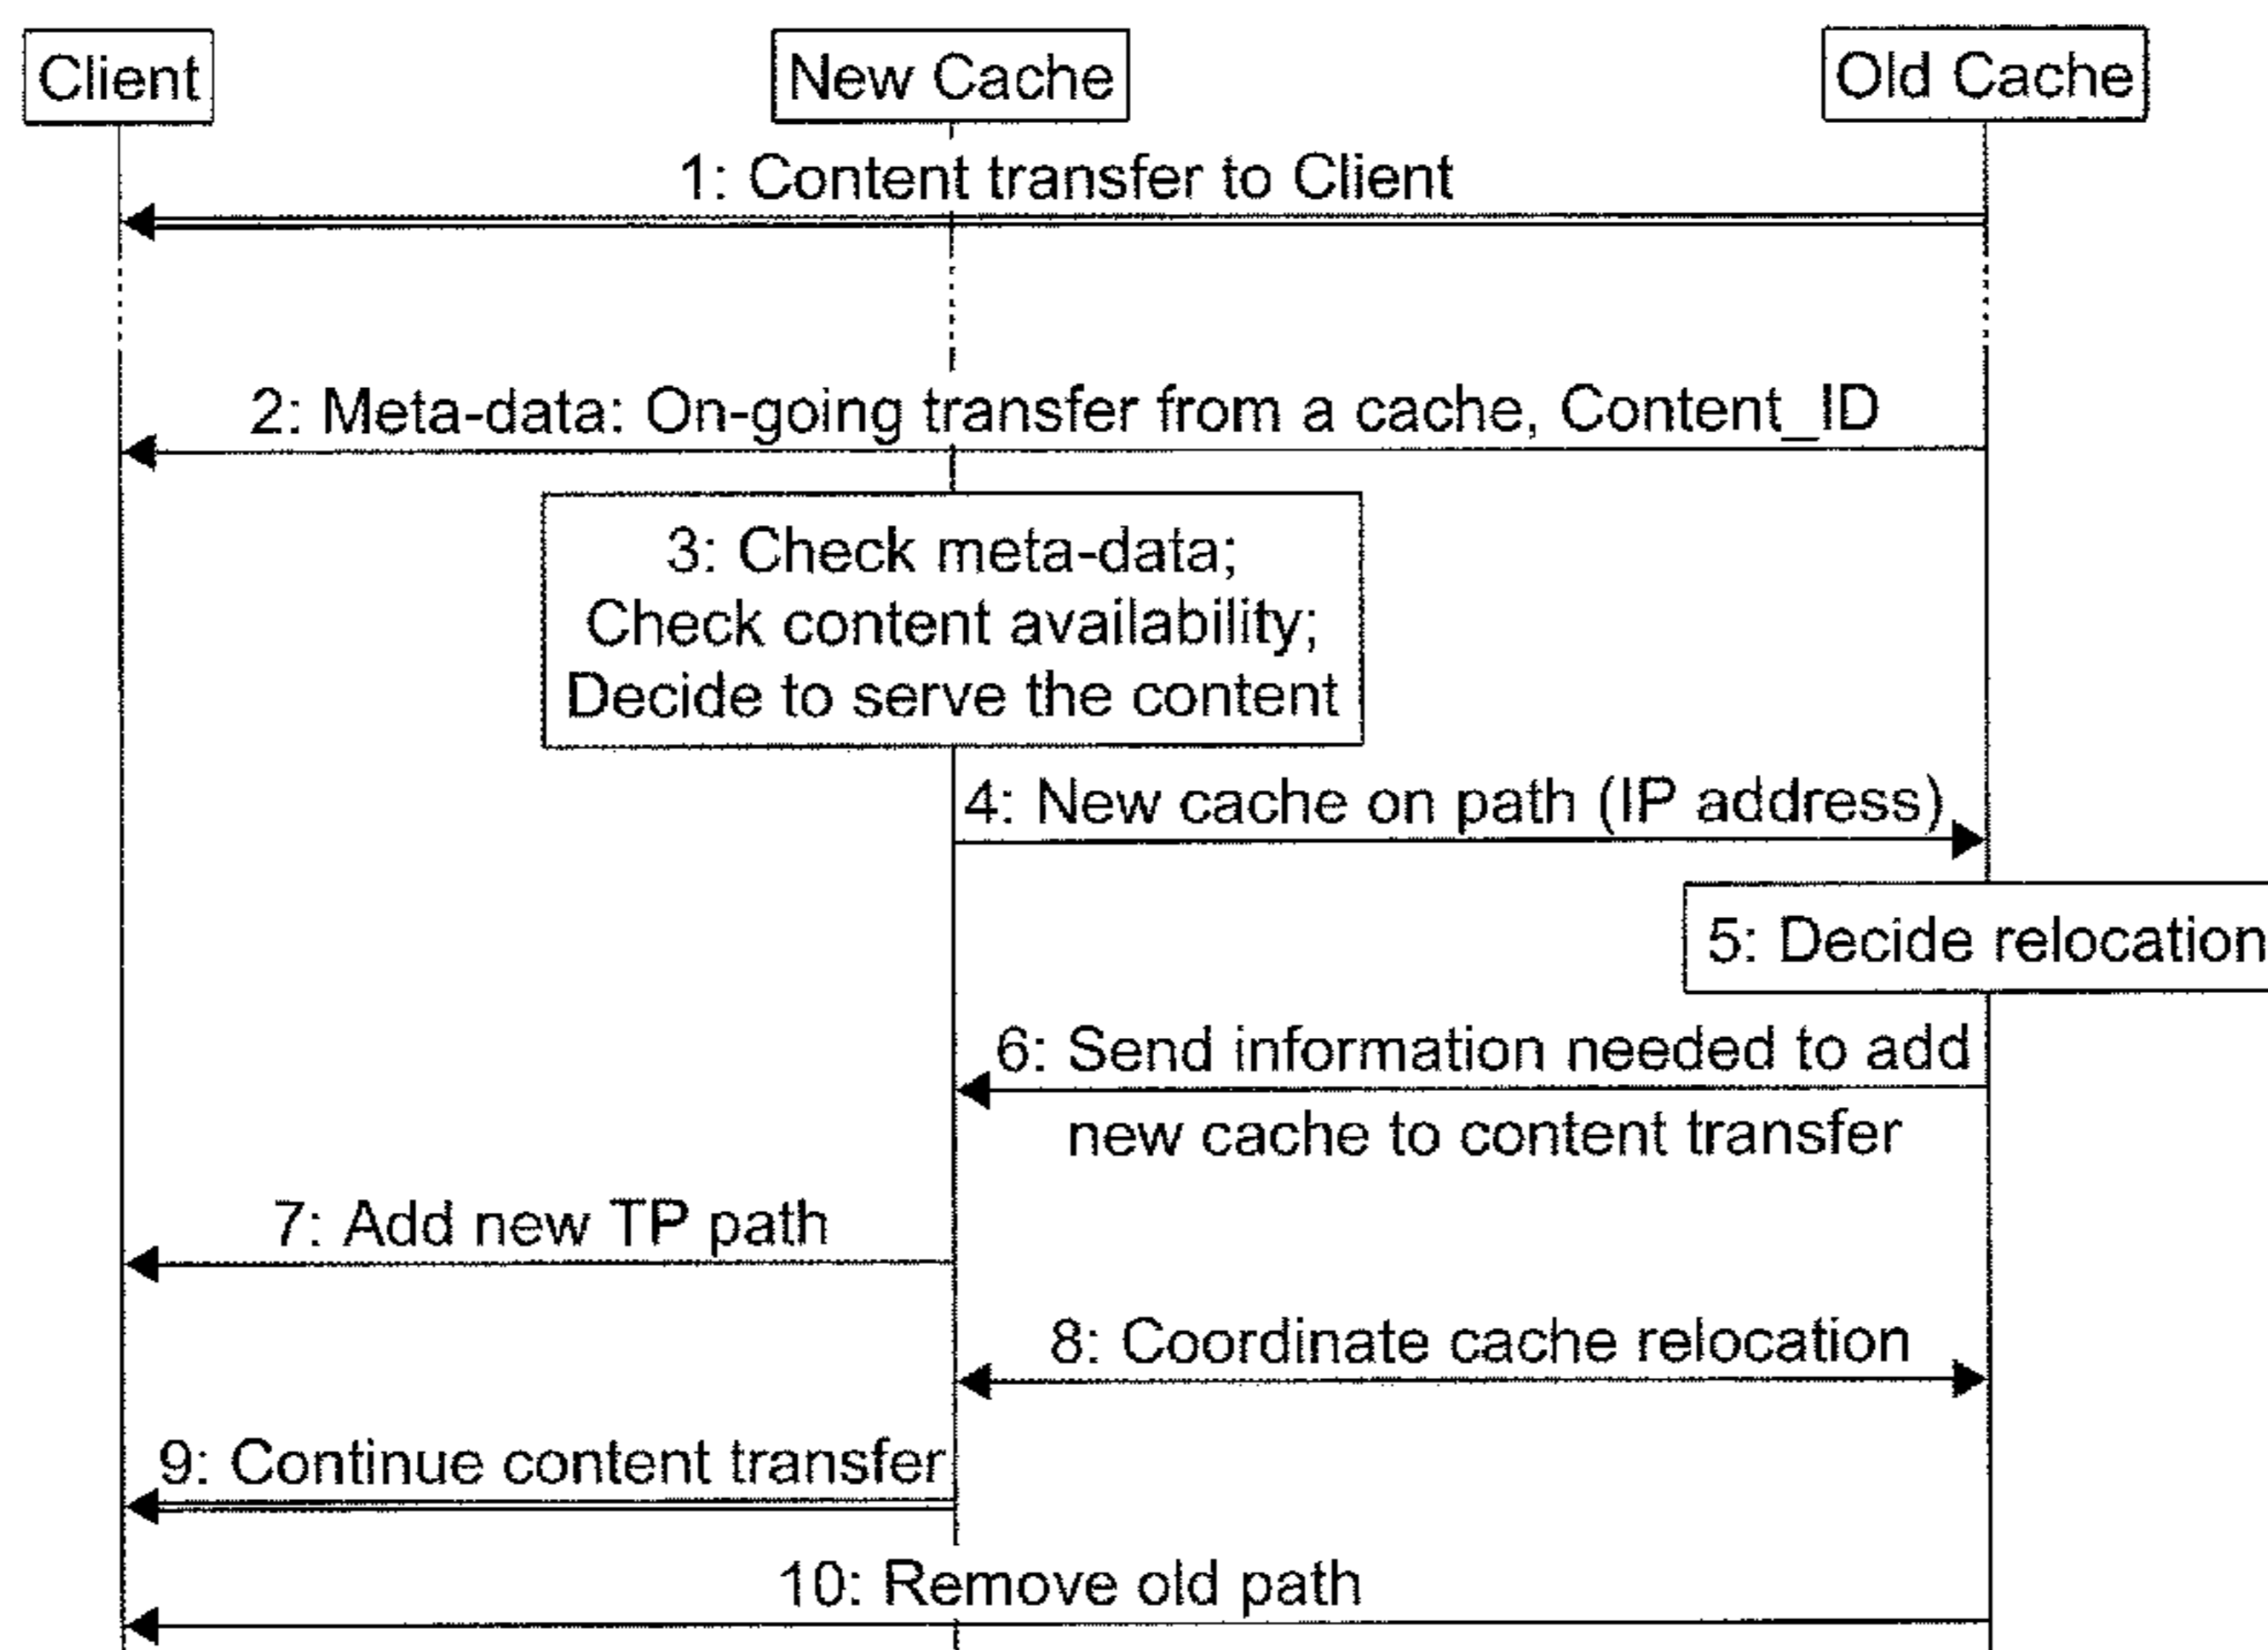 Client
New Cache
Old Cache
1: Content transfer to Client
2: Meta-data: On-going transfer from a cache, Content_ID
3: Check meta-data;
Check content availability;
Decide to serve the content
4: New cache on path (IP address)
5: Decide relocation
6: Send information needed to add
new cache to content transfer
7: Add new TP path
8: Coordinate cache relocation
9: Continue content transfer
10: Remove old path